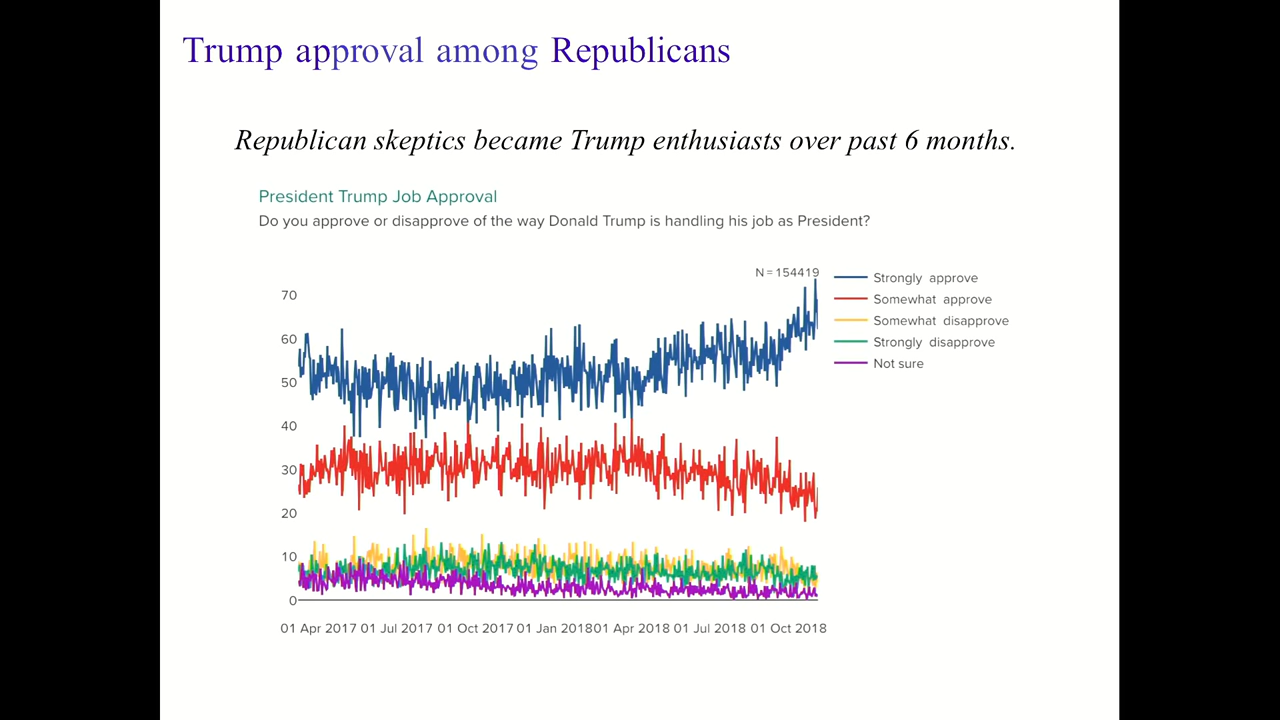 Trump approval among Republicans
Republican skeptics became Trump enthusiasts over past 6 months.
President Trump Job Approval
Do you approve or disapprove of the way Donald Trump is handling his job as President?
N = 154419
Strongly approve
Somewhat approve
Somewhat disapprove
Strongly disapprove
Not sure
70
60
50
40
30
20
10
0
01 Apr 2017 01 Jul 2017 01 Oct 2017 01 Jan 2018 01 Apr 2018 01 Jul 2018 01 Oct 2018